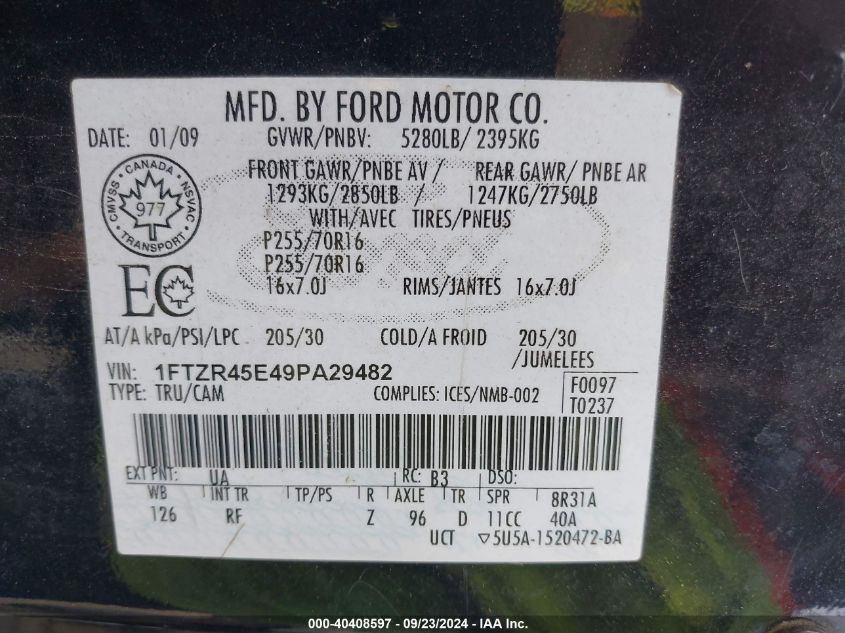 MFD. BY FORD MOTOR CO.
DATE: 01/09 GVWR/PNBV: 5280LB/ 2395KG
FRONT GAWR/PNBE AV / REAR GAWR/ PNBE AR
1293KG/2850LB / 1247KG/2750LB
WITH/AVEC TIRES/PNEUS
P255/70R16
P255/70R16
16x7.0J RIMS/JANTES 16x7.0J
CANADA
CMVSS
NSVAC
977
TRANSPORT
EC
AT/A kPa/PSI/LPC 205/30 COLD/A FROID 205/30
/JUMELEES
VIN: 1FTZR45E49PA29482
TYPE: TRU/CAM COMPLIES: ICES/NMB-002
F0097
T0237
EXT PNT: UA RC: B3 DSO:
WB INT TR TP/PS R AXLE TR SPR 8R31A
126 RF Z 96 D 11CC 40A
UCT ▽5U5A-1520472-BA
000-40408597 - 09/23/2024 - IAA Inc.